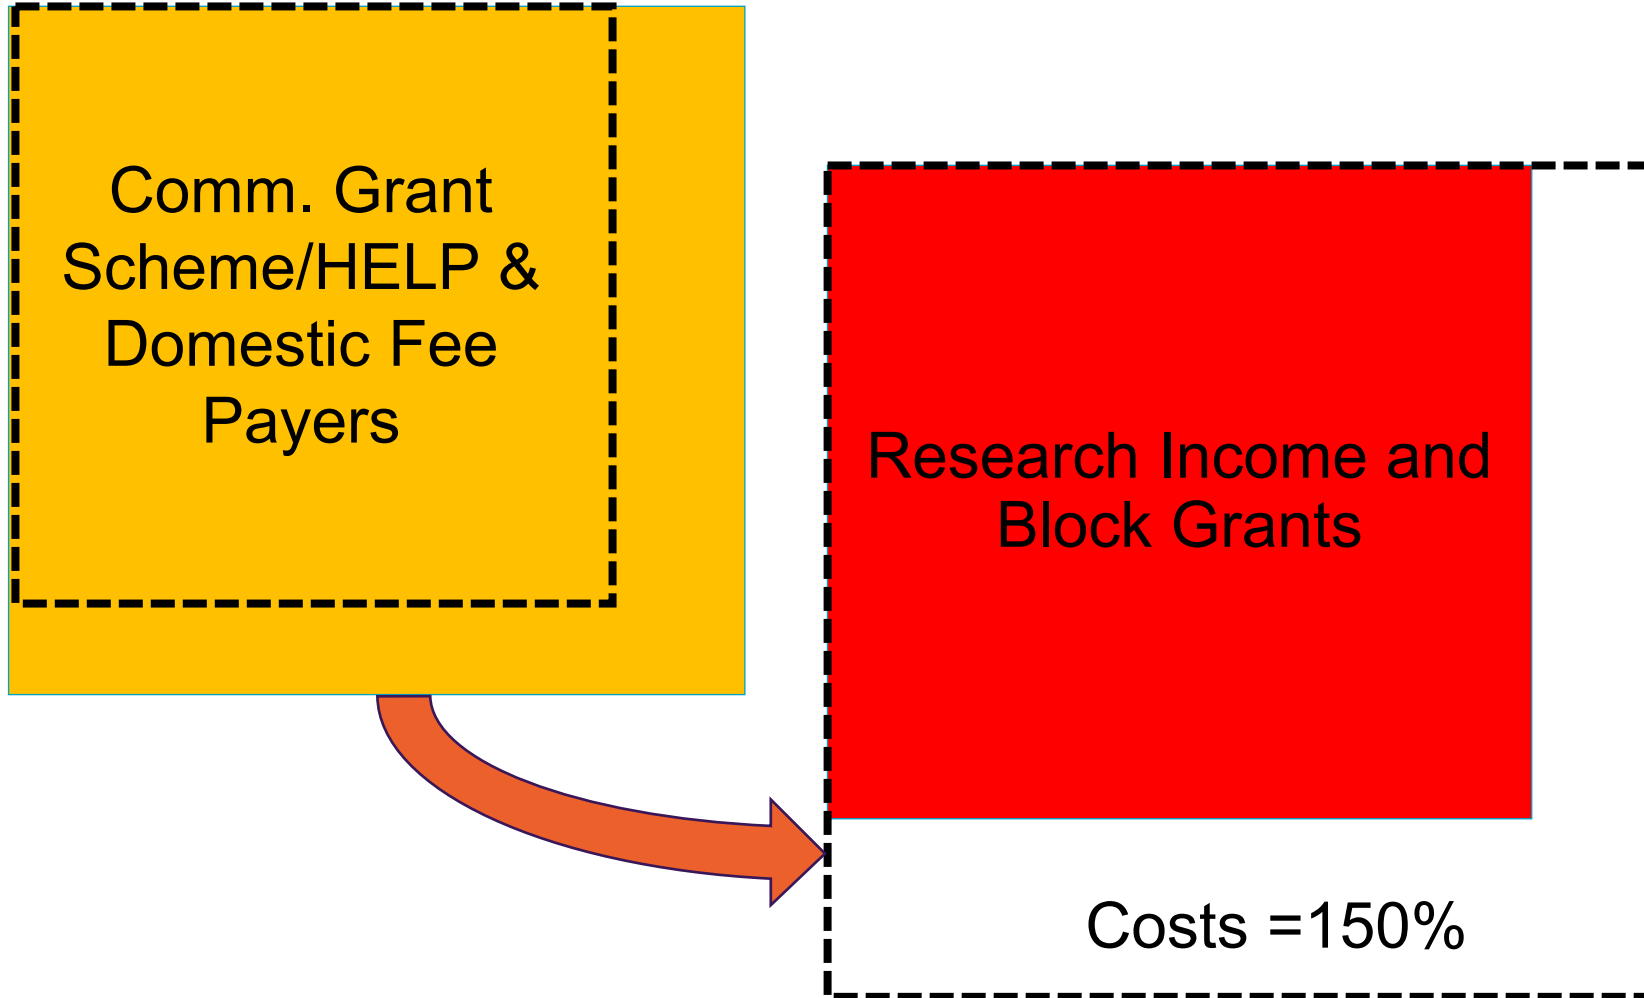 Comm. Grant
Scheme/HELP &
Domestic Fee
Payers
Research Income and
Block Grants
Costs =150%